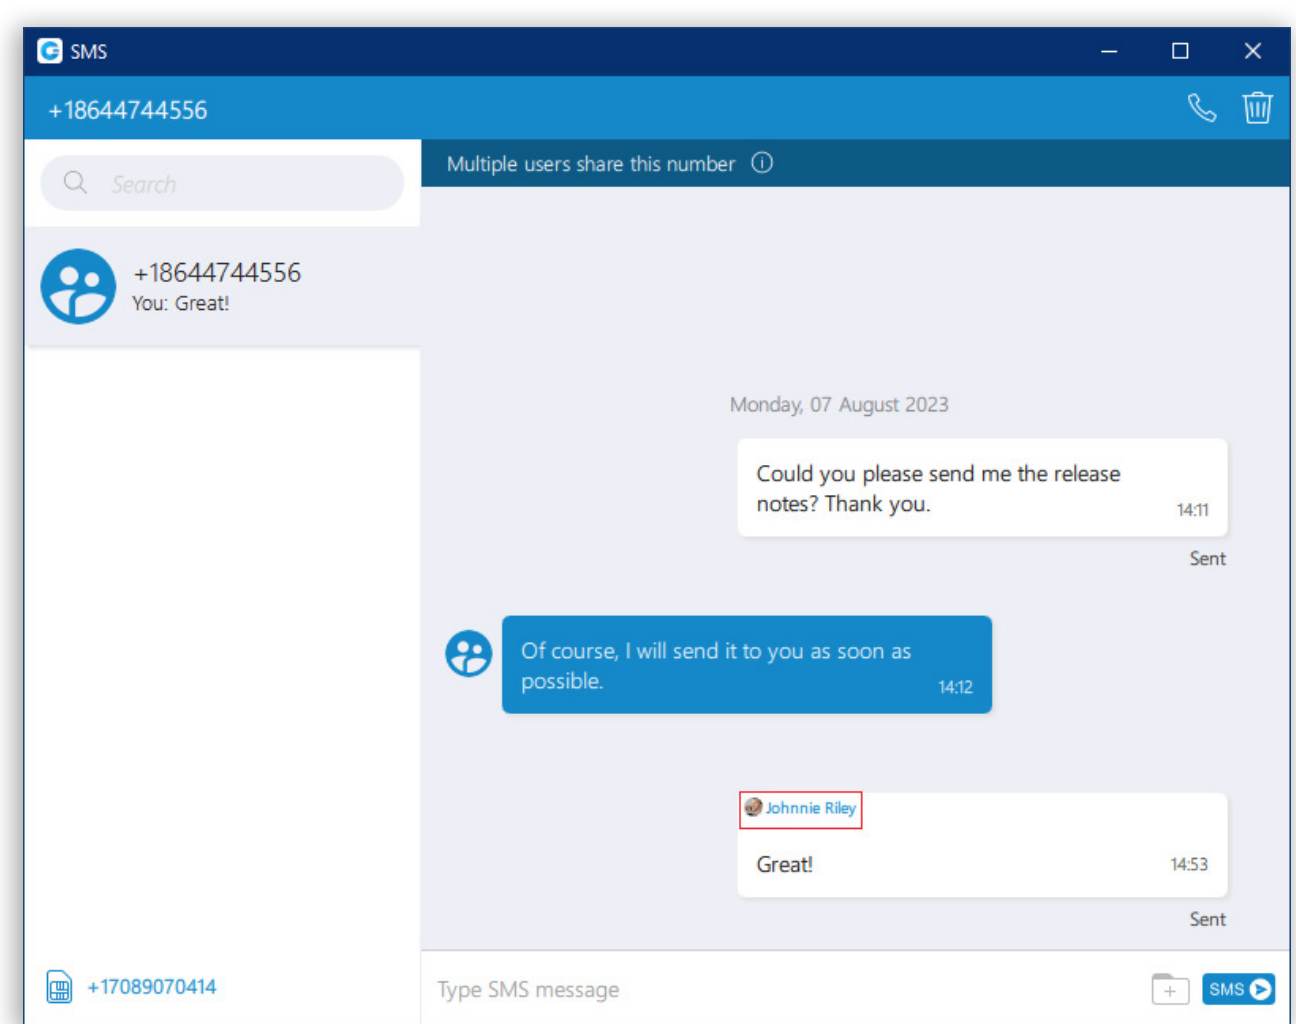 SMS
+18644744556
Search
Multiple users share this number
+18644744556
You: Great!
Monday, 07 August 2023
Could you please send me the release
notes? Thank you.
14:11
Sent
Of course, I will send it to you as soon as
possible.
14:12
Johnnie Riley
Great!
14:53
Sent
+17089070414
Type SMS message
SMS